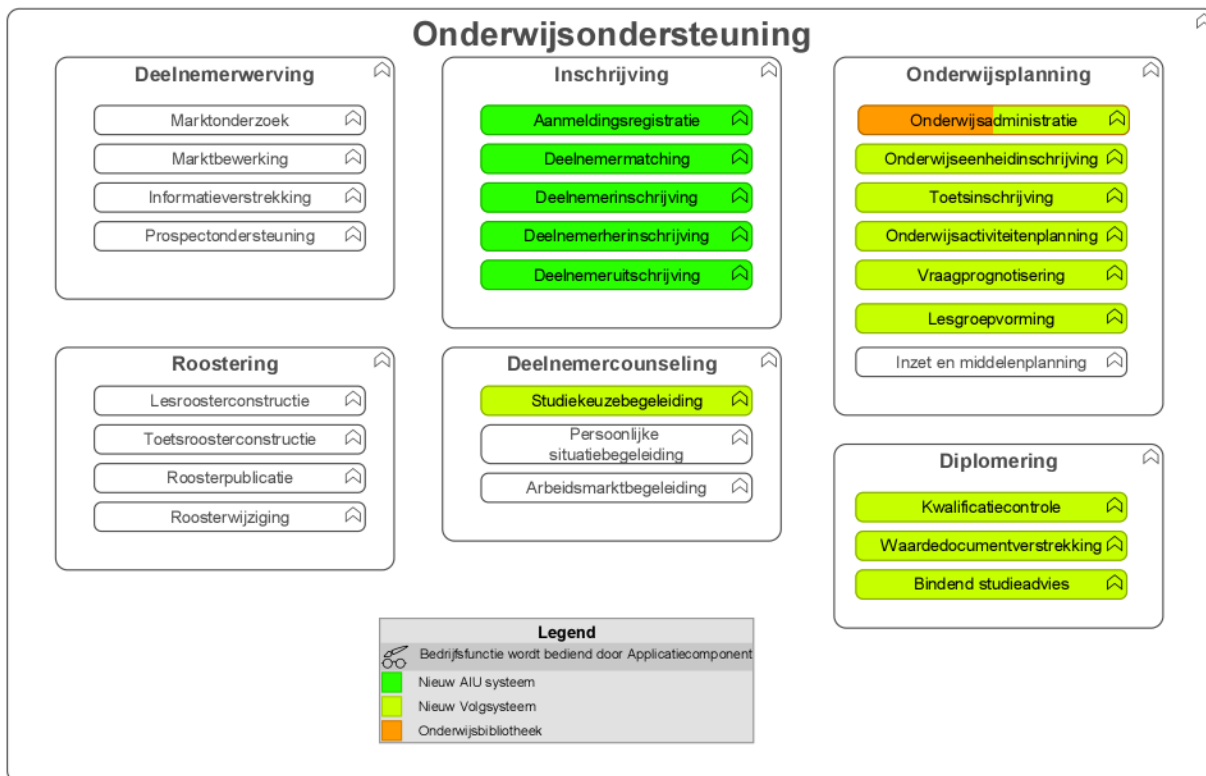 Onderwijsondersteuning
Deelnemerwerving
Marktonderzoek
Marktbewerking
Informatieverstrekking
Prospectondersteuning
Inschrijving
Aanmeldingsregistratie
Deelnemermatching
Deelnemerinschrijving
Deelnemerherinschrijving
Deelnemeruitschrijving
Onderwijsplanning
Onderwijsadministratie
Onderwijseenheidinschrijving
Toetsinschrijving
Onderwijsactiviteitenplanning
Vraagprognotisering
Lesgroepvorming
Inzet en middelenplanning
Roostering
Lesroosterconstructie
Toetsroosterconstructie
Roosterpublicatie
Roosterwijziging
Deelnemercounseling
Studiekeuzebegeleiding
Persoonlijke
situatiebegeleiding
Arbeidsmarktbegeleiding
Diplomering
Kwalificatiecontrole
Waardedocumentverstrekking
Bindend studieadvies
Legend
Bedrijfsfunctie wordt bediend door Applicatiecomponent
Nieuw AIU systeem
Nieuw Volgsysteem
Onderwijsbibliotheek